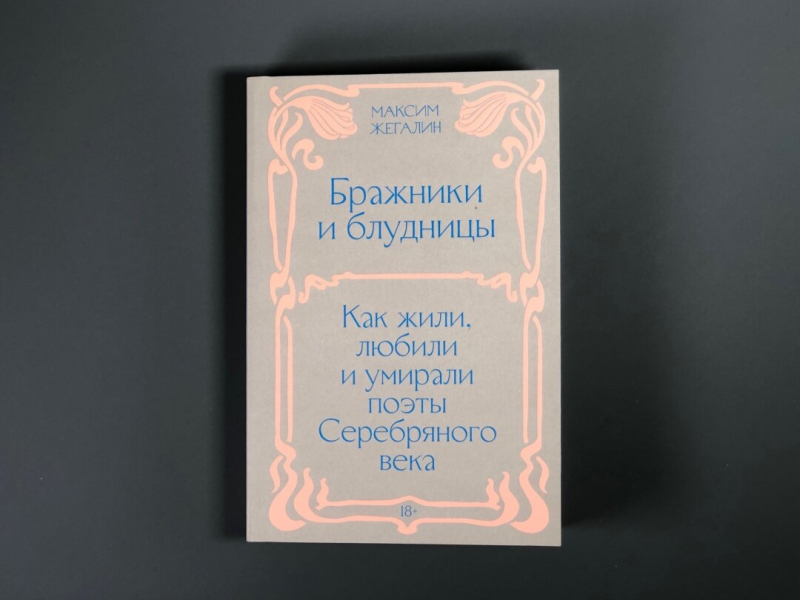 МАКСИМ
ЖЕГАЛИН
Бражники
и блудницы
Как жили,
любили
и умирали
поэты
Серебряного
века
18+